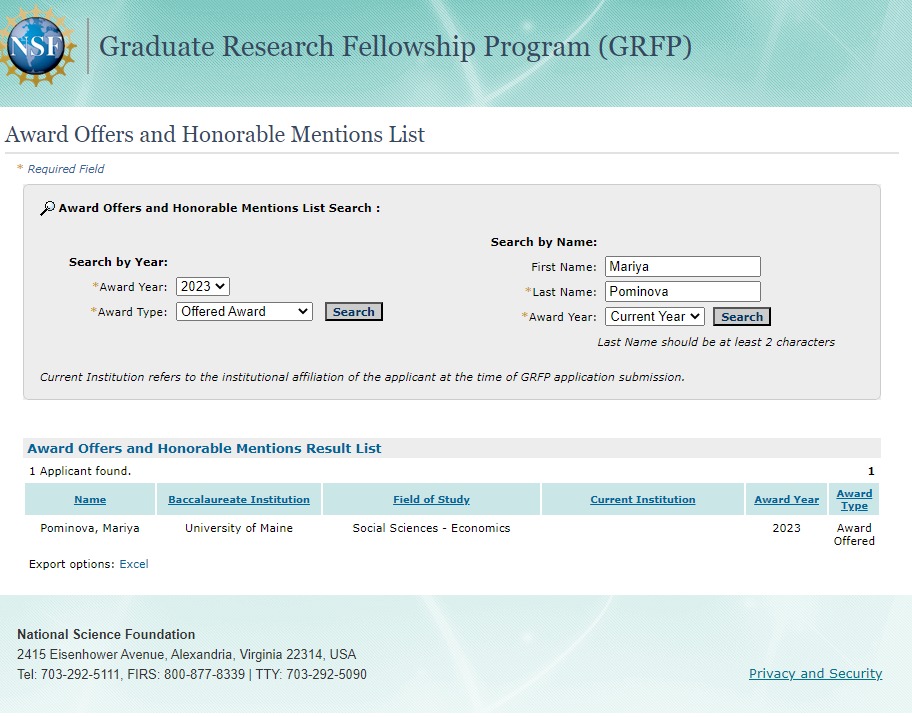 NSF
Graduate Research Fellowship Program (GRFP)
Award Offers and Honorable Mentions List
* Required Field
Award Offers and Honorable Mentions List Search :
Search by Year:
*Award Year: 2023
*Award Type: Offered Award Search
Search by Name:
First Name: Mariya
*Last Name: Pominova
*Award Year: Current Year Search
Last Name should be at least 2 characters
Current Institution refers to the institutional affiliation of the applicant at the time of GRFP application submission.
Award Offers and Honorable Mentions Result List
1 Applicant found. 1
Name Baccalaureate Institution Field of Study Current Institution Award Year Award Type
Pominova, Mariya University of Maine Social Sciences - Economics 2023 Award Offered
Export options: Excel
National Science Foundation
2415 Eisenhower Avenue, Alexandria, Virginia 22314, USA
Tel: 703-292-5111, FIRS: 800-877-8339 | TTY: 703-292-5090
Privacy and Security